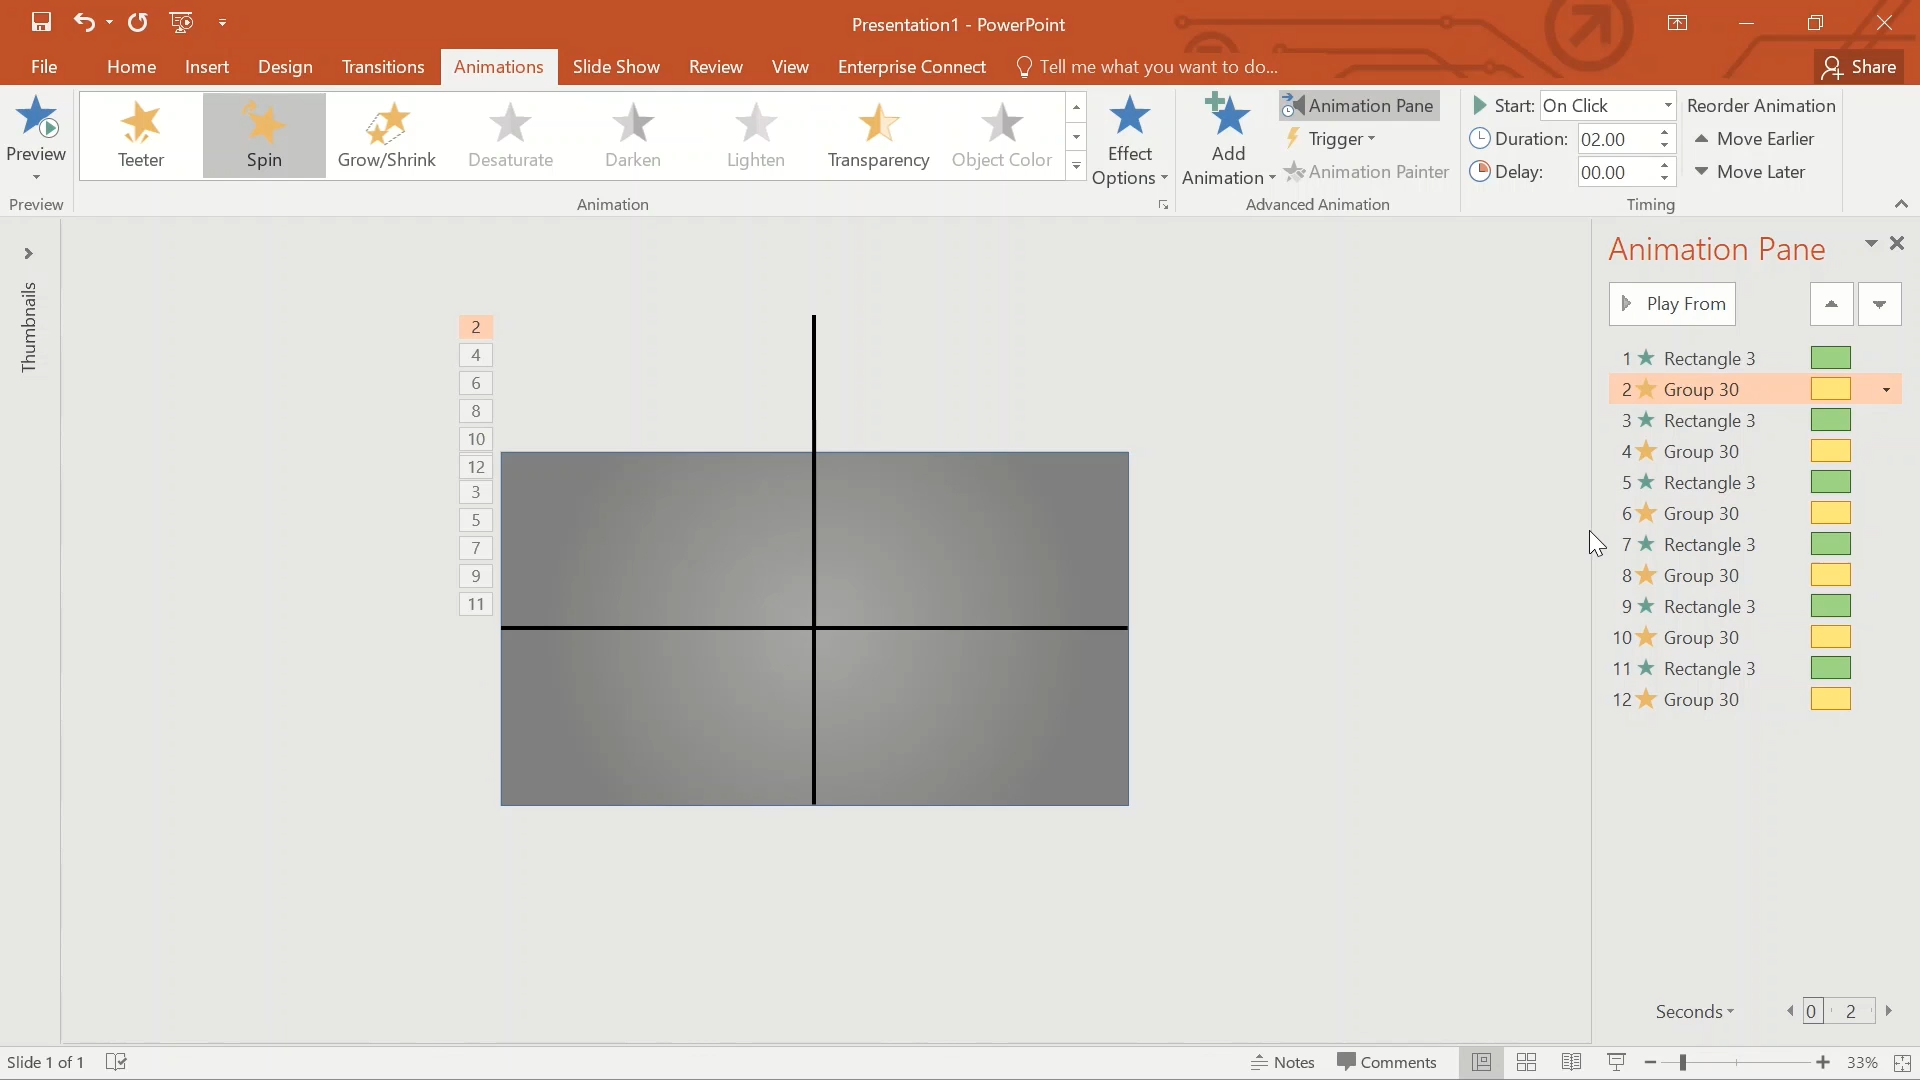 Presentation1 - PowerPoint
File Home Insert Design Transitions Animations Slide Show Review View Enterprise Connect Tell me what you want to do... Share
Preview
Preview
Teeter Spin Grow/Shrink Desaturate Darken Lighten Transparency Object Color
Animation
Effect
Options
Add
Animation
Animation Pane
Trigger
Animation Painter
Advanced Animation
Start: On Click
Duration: 02.00
Delay: 00.00
Reorder Animation
Move Earlier
Move Later
Timing
Thumbnails
2
4
6
8
10
12
3
5
7
9
11
Animation Pane
Play From
1 Rectangle 3
2 Group 30
3 Rectangle 3
4 Group 30
5 Rectangle 3
6 Group 30
7 Rectangle 3
8 Group 30
9 Rectangle 3
10 Group 30
11 Rectangle 3
12 Group 30
Seconds 0 2
Slide 1 of 1 Notes Comments 33%